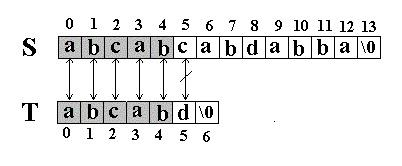 0 1 2 3 4 5 6 7 8 9 10 11 12 13
S a b c a b c a b d a b b a \0
T a b c a b d \0
0 1 2 3 4 5 6